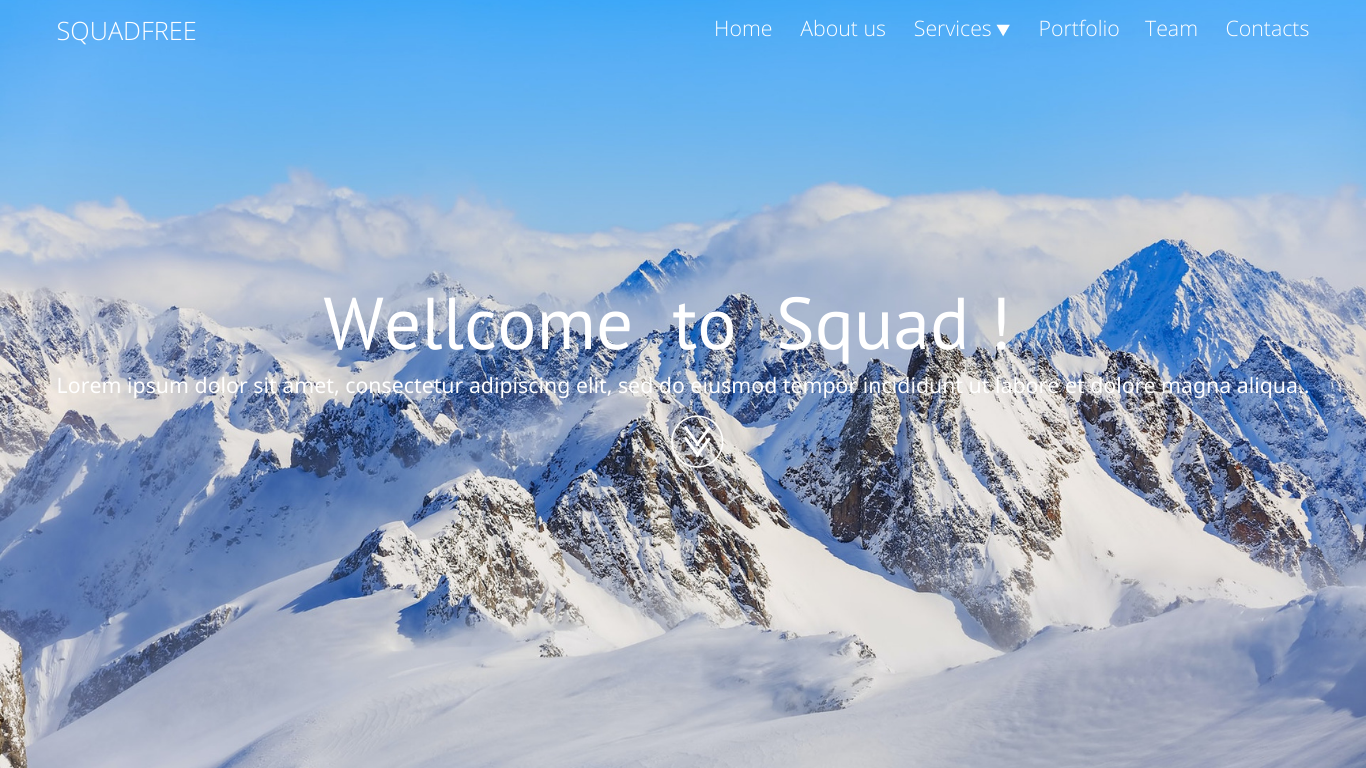 SQUADFREE
Home About us Services ▼ Portfolio Team Contacts
Wellcome to Squad !
Lorem ipsum dolor sit amet, consectetur adipiscing elit, sed do eiusmod tempor incididunt ut labore et dolore magna aliqua..